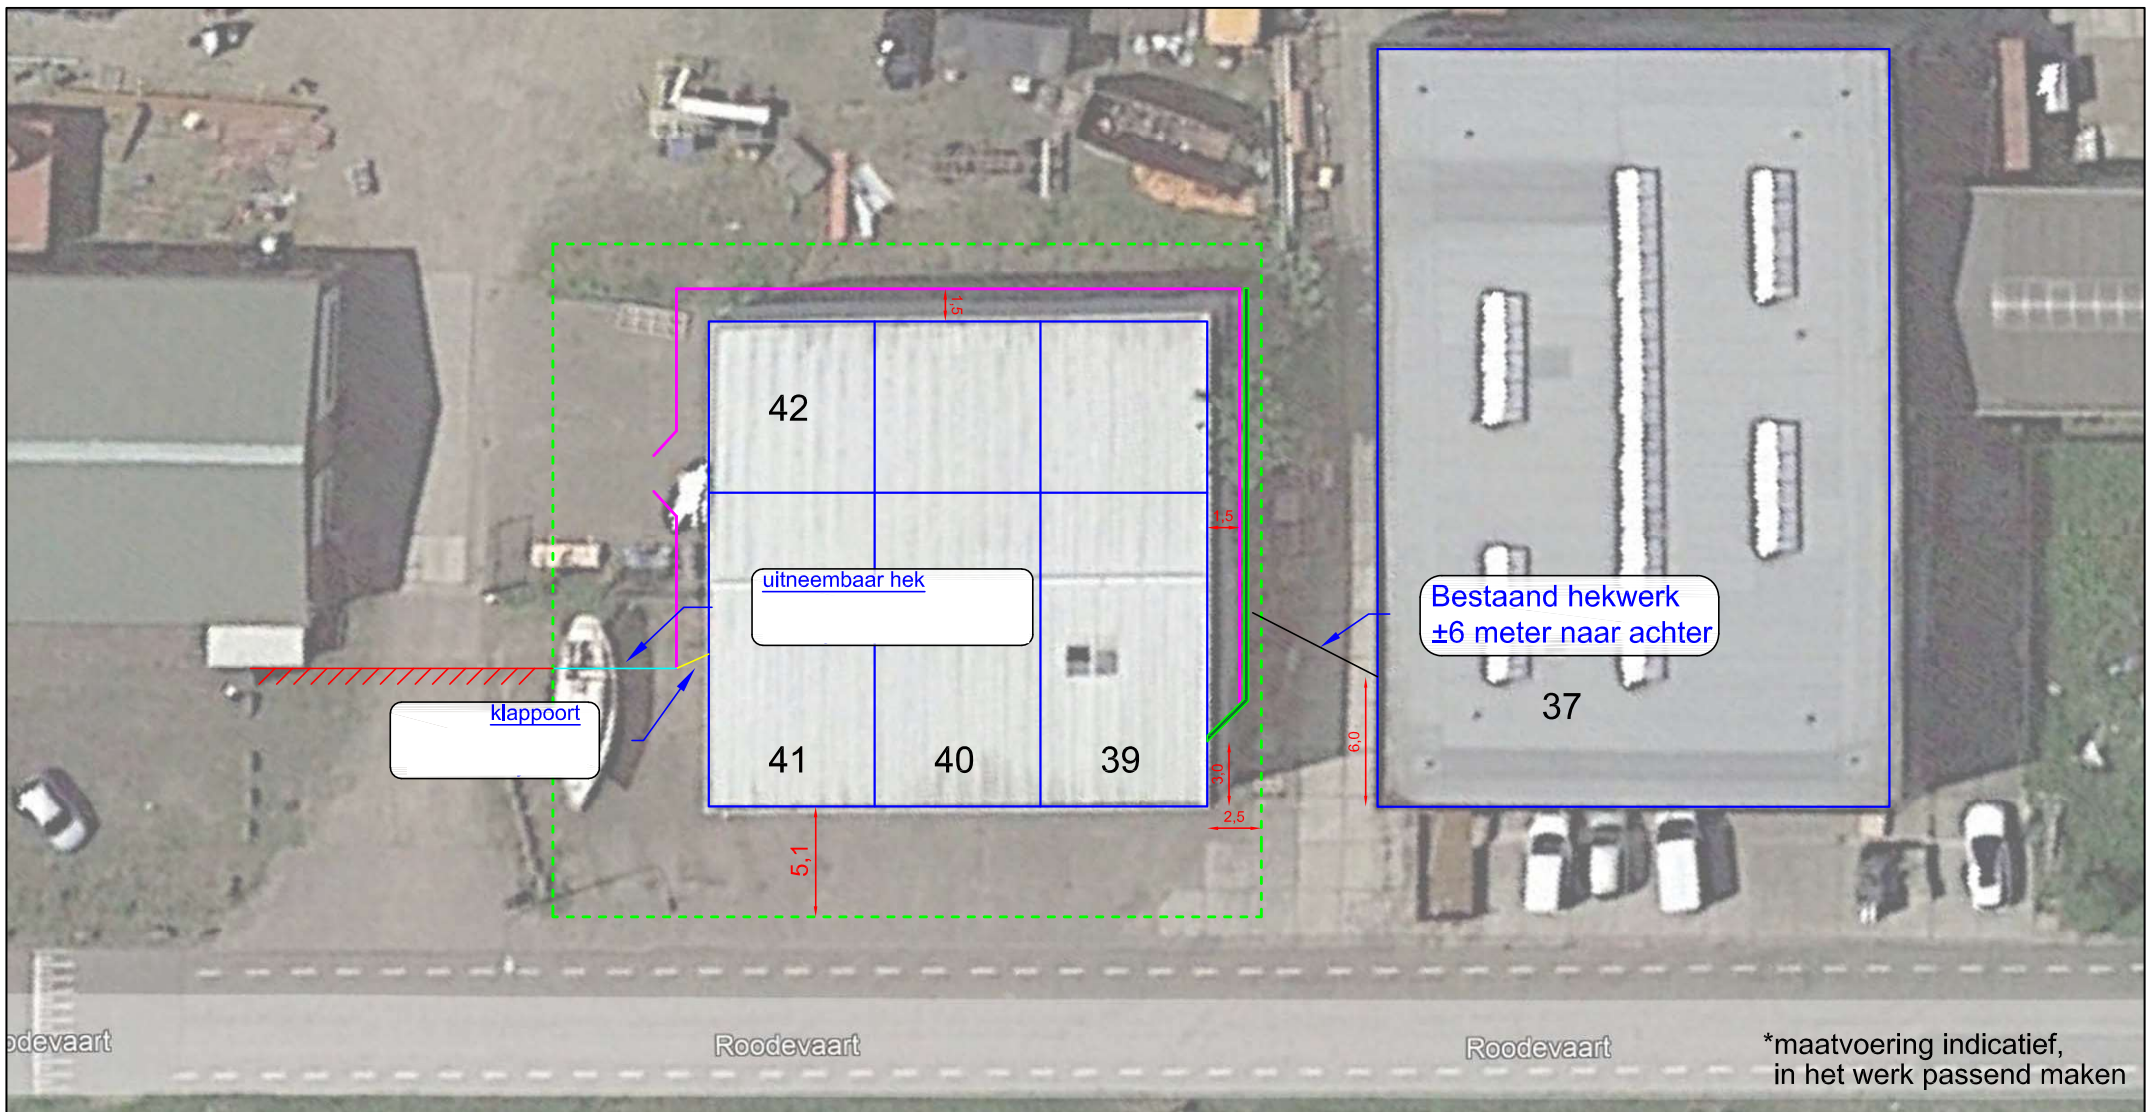 1,5
42
1,5
uitneembaar hek
Bestaand hekwerk
±6 meter naar achter
37
klappoort
6,0
41
40
39
3,0
2,5
5,1
odevaart
Roodevaart
Roodevaart
*maatvoering indicatief,
in het werk passend maken